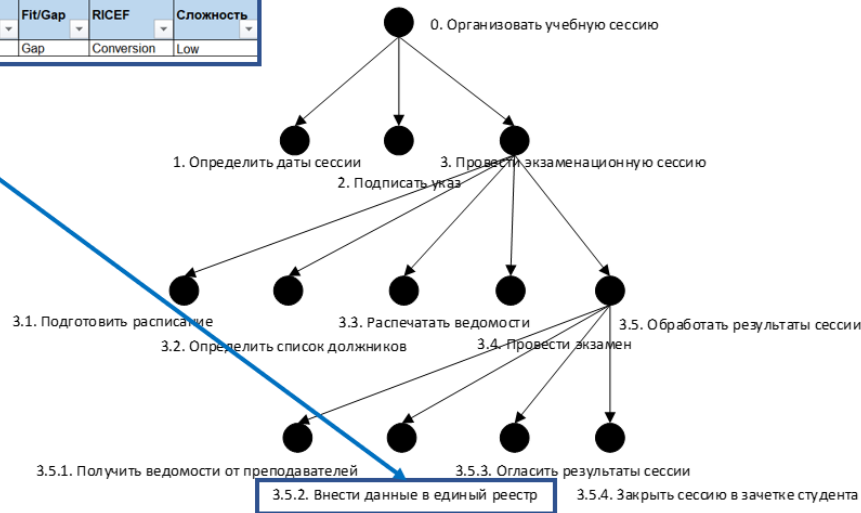 Fit/Gap RICEF Сложность
Gap Conversion Low
0. Организовать учебную сессию
1. Определить даты сессии
3. Провести экзаменационную сессию
2. Подписать указ
3.1. Подготовить расписание
3.3. Распечатать ведомости
3.5. Обработать результаты сессии
3.2. Определить список должников
3.4. Провести экзамен
3.5.1. Получить ведомости от преподавателей
3.5.3. Огласить результаты сессии
3.5.2. Внести данные в единый реестр
3.5.4. Закрыть сессию в зачетке студента